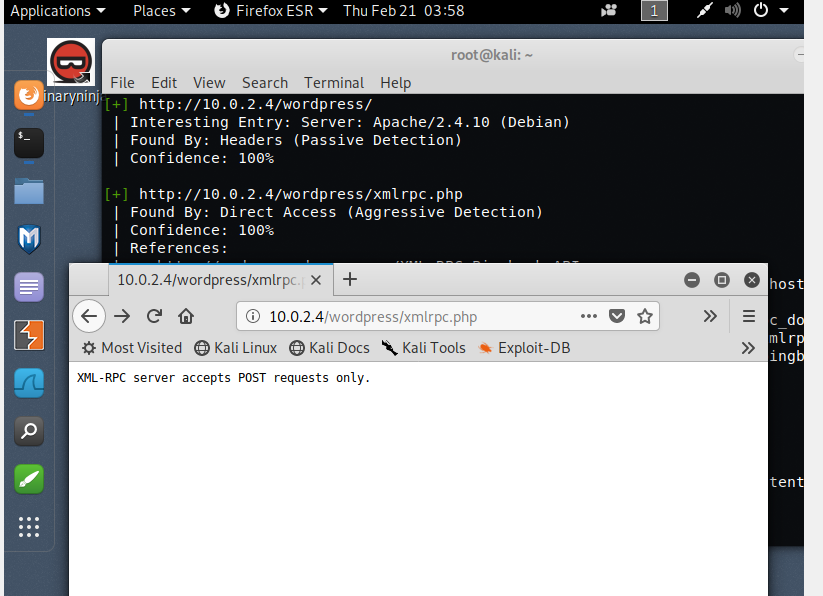 Applications Places Firefox ESR Thu Feb 21 03:58 1
root@kali: ~
inaryninj
File Edit View Search Terminal Help
[+] http://10.0.2.4/wordpress/
| Interesting Entry: Server: Apache/2.4.10 (Debian)
| Found By: Headers (Passive Detection)
| Confidence: 100%
[+] http://10.0.2.4/wordpress/xmlrpc.php
| Found By: Direct Access (Aggressive Detection)
| Confidence: 100%
| References:
host
c_do
mlrp
ingb
tent
10.0.2.4/wordpress/xmlrpc.p
10.0.2.4/wordpress/xmlrpc.php
Most Visited Kali Linux Kali Docs Kali Tools Exploit-DB
XML-RPC server accepts POST requests only.